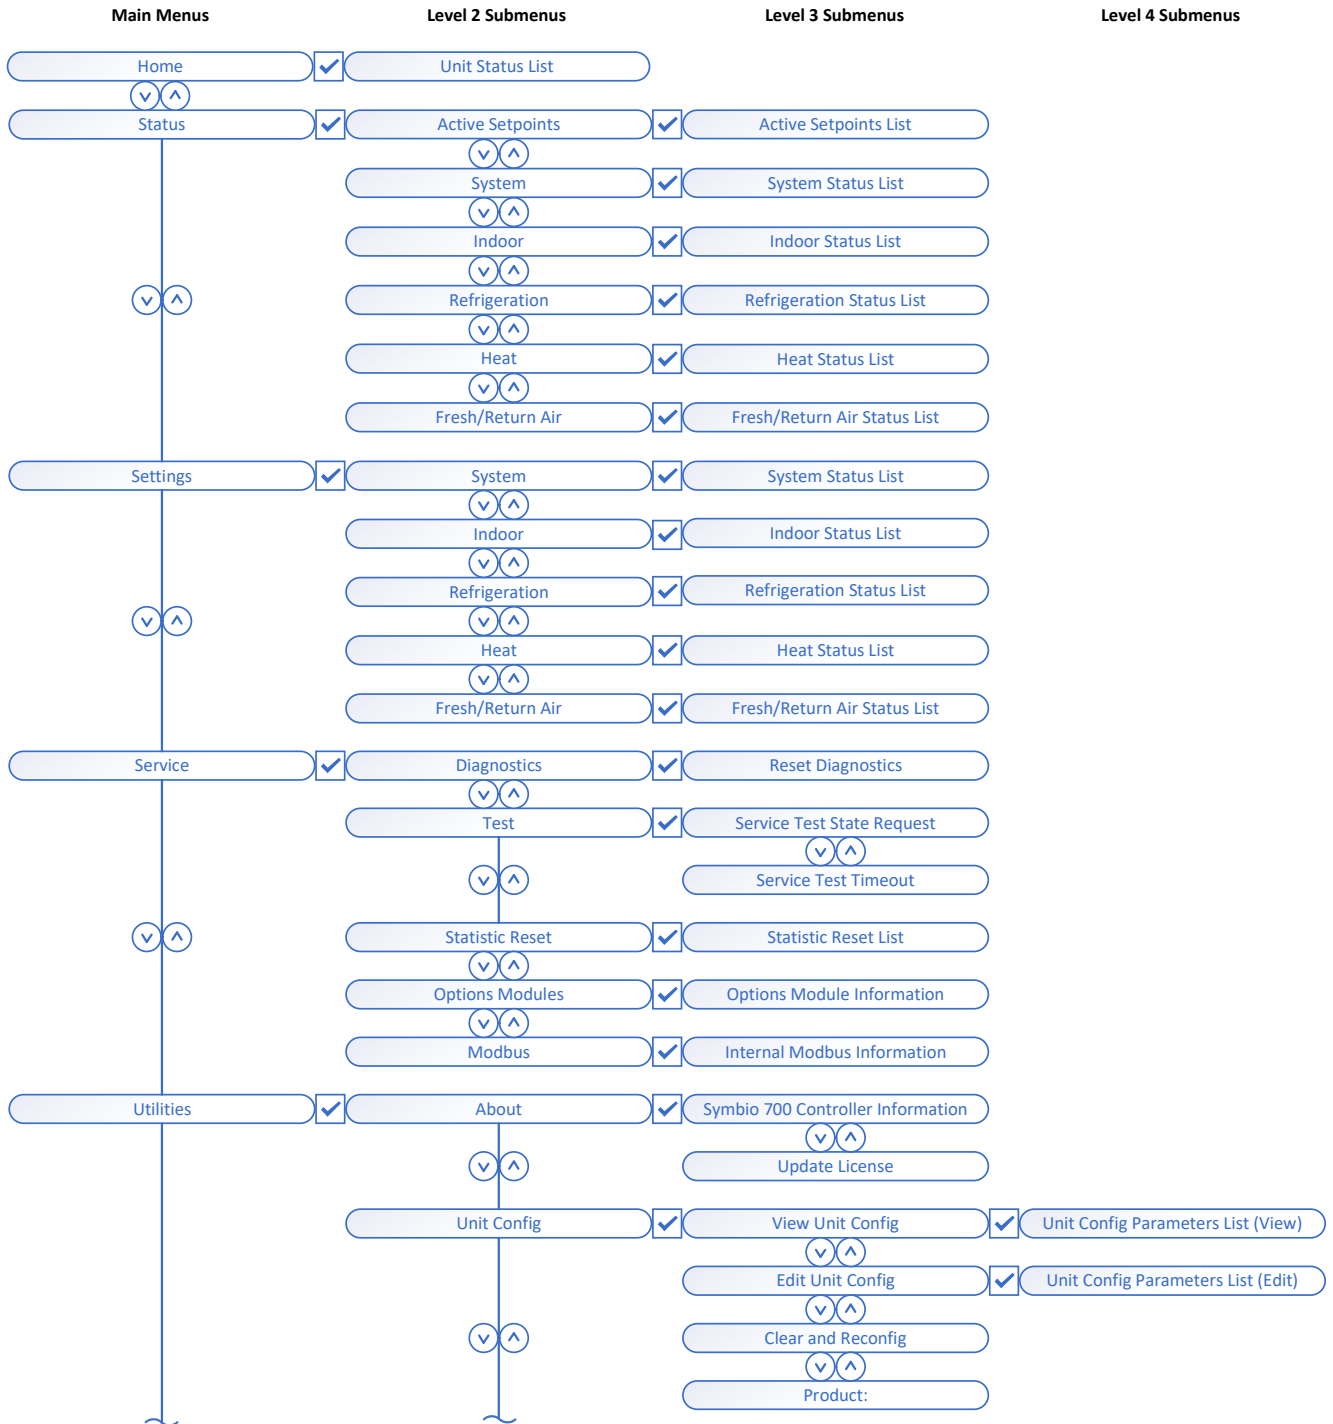 Main Menus Level 2 Submenus Level 3 Submenus Level 4 Submenus
Home Unit Status List
Status Active Setpoints Active Setpoints List
System System Status List
Indoor Indoor Status List
Refrigeration Refrigeration Status List
Heat Heat Status List
Fresh/Return Air Fresh/Return Air Status List
Settings System System Status List
Indoor Indoor Status List
Refrigeration Refrigeration Status List
Heat Heat Status List
Fresh/Return Air Fresh/Return Air Status List
Service Diagnostics Reset Diagnostics
Test Service Test State Request
Service Test Timeout
Statistic Reset Statistic Reset List
Options Modules Options Module Information
Modbus Internal Modbus Information
Utilities About Symbio 700 Controller Information
Update License
Unit Config View Unit Config Unit Config Parameters List (View)
Edit Unit Config Unit Config Parameters List (Edit)
Clear and Reconfig
Product: